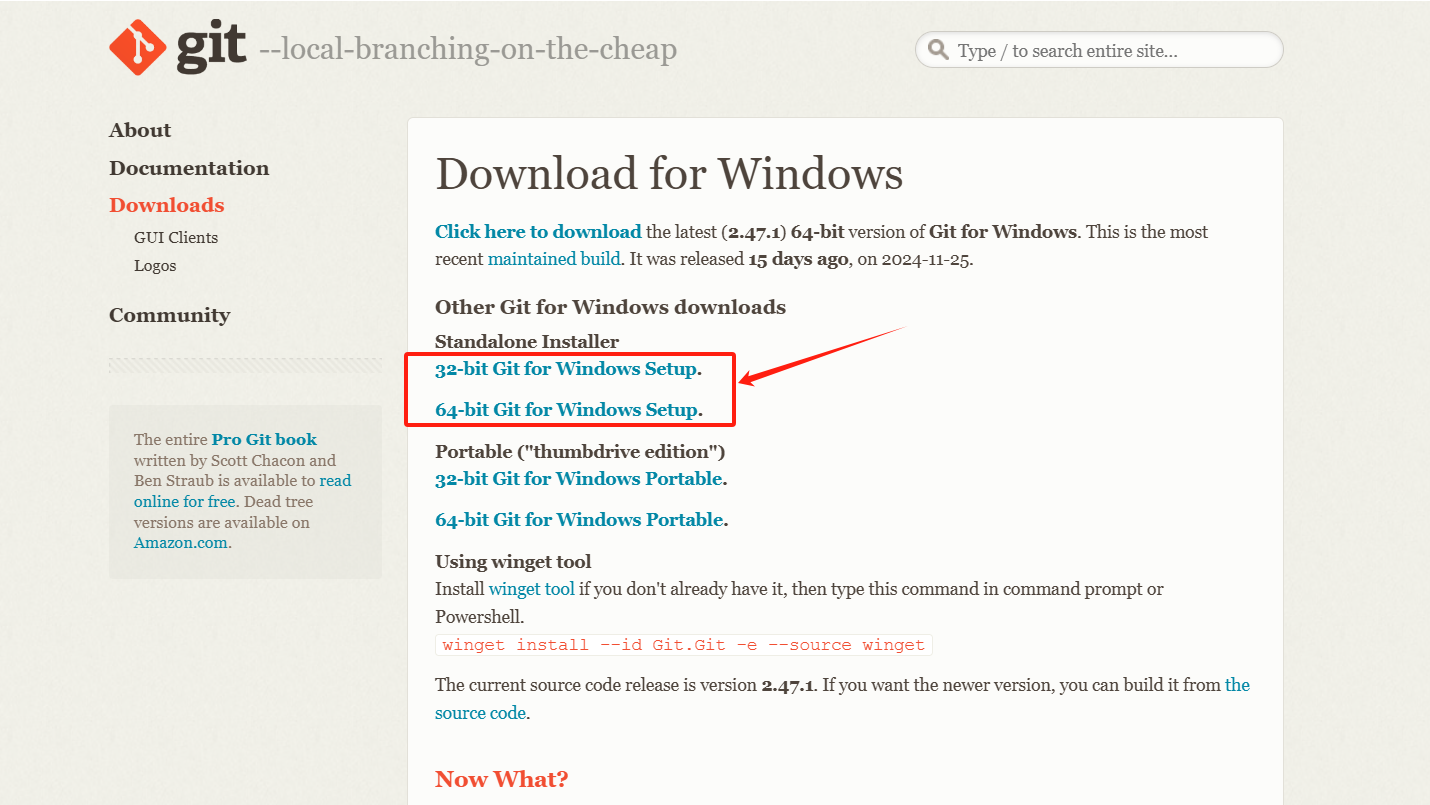 git --local-branching-on-the-cheap
Type / to search entire site...
About
Documentation
Downloads
GUI Clients
Logos
Community
The entire Pro Git book
written by Scott Chacon and
Ben Straub is available to read
online for free. Dead tree
versions are available on
Amazon.com.
Download for Windows
Click here to download the latest (2.47.1) 64-bit version of Git for Windows. This is the most
recent maintained build. It was released 15 days ago, on 2024-11-25.
Other Git for Windows downloads
Standalone Installer
32-bit Git for Windows Setup.
64-bit Git for Windows Setup.
Portable ("thumbdrive edition")
32-bit Git for Windows Portable.
64-bit Git for Windows Portable.
Using winget tool
Install winget tool if you don't already have it, then type this command in command prompt or
Powershell.
winget install --id Git.Git -e --source winget
The current source code release is version 2.47.1. If you want the newer version, you can build it from the
source code.
Now What?